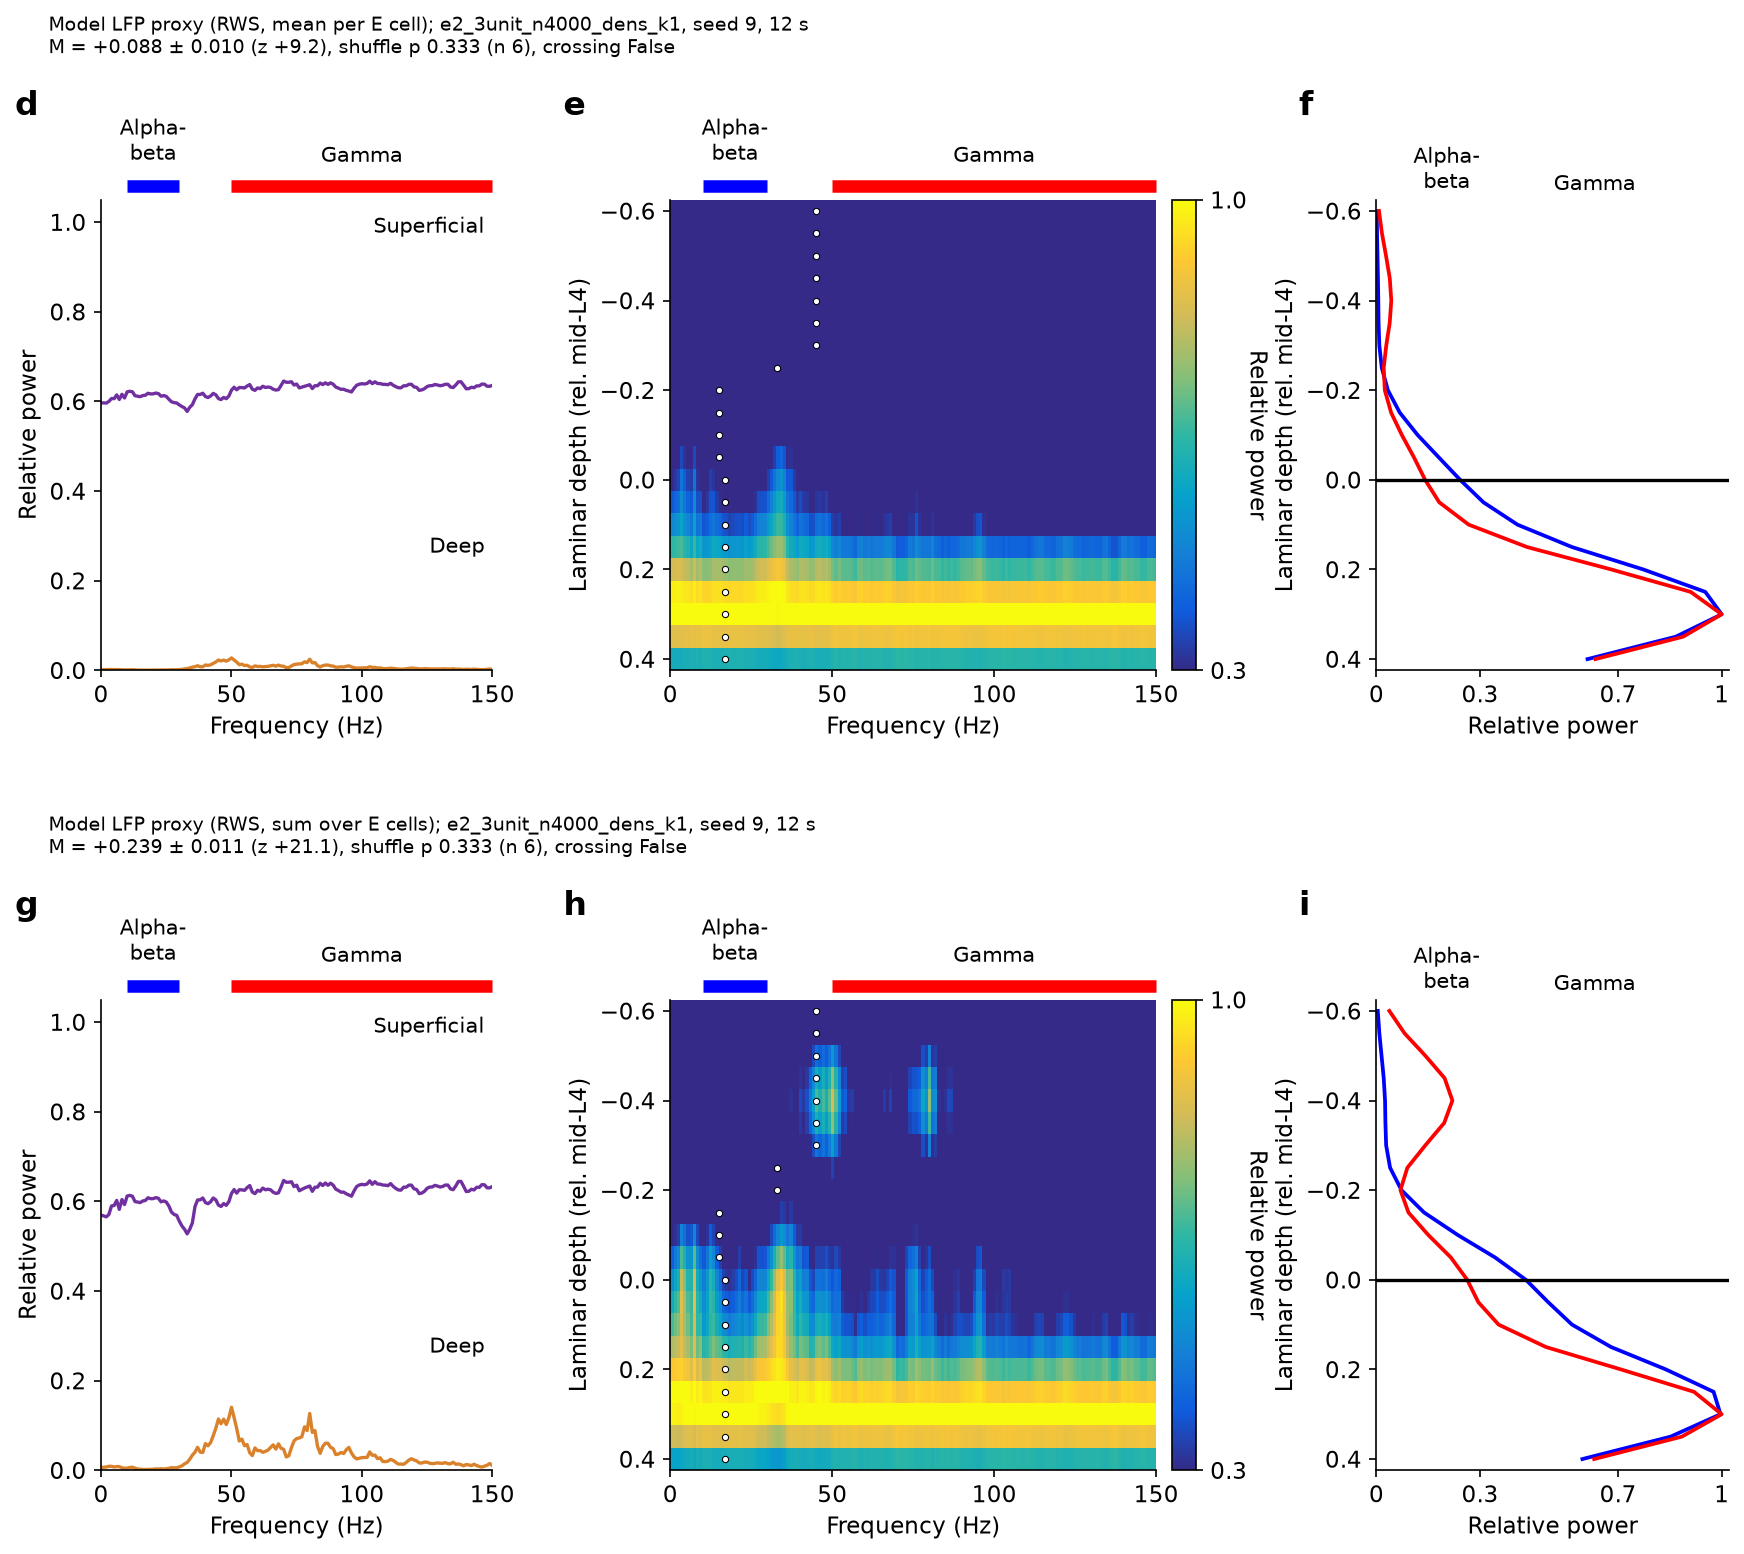 Model LFP proxy (RWS, mean per E cell); e2_3unit_n4000_dens_k1, seed 9, 12 s
M = +0.088 ± 0.010 (z +9.2), shuffle p 0.333 (n 6), crossing False
d
Alpha-
beta
Gamma
Superficial
Deep
Relative power
1.0
0.8
0.6
0.4
0.2
0.0
0 50 100 150
Frequency (Hz)
e
Alpha-
beta
Gamma
Laminar depth (rel. mid-L4)
−0.6
−0.4
−0.2
0.0
0.2
0.4
0 50 100 150
Frequency (Hz)
1.0
0.3
Relative power
f
Alpha-
beta
Gamma
Laminar depth (rel. mid-L4)
−0.6
−0.4
−0.2
0.0
0.2
0.4
0 0.3 0.7 1
Relative power
Model LFP proxy (RWS, sum over E cells); e2_3unit_n4000_dens_k1, seed 9, 12 s
M = +0.239 ± 0.011 (z +21.1), shuffle p 0.333 (n 6), crossing False
g
Alpha-
beta
Gamma
Superficial
Deep
Relative power
1.0
0.8
0.6
0.4
0.2
0.0
0 50 100 150
Frequency (Hz)
h
Alpha-
beta
Gamma
Laminar depth (rel. mid-L4)
−0.6
−0.4
−0.2
0.0
0.2
0.4
0 50 100 150
Frequency (Hz)
1.0
0.3
Relative power
i
Alpha-
beta
Gamma
Laminar depth (rel. mid-L4)
−0.6
−0.4
−0.2
0.0
0.2
0.4
0 0.3 0.7 1
Relative power